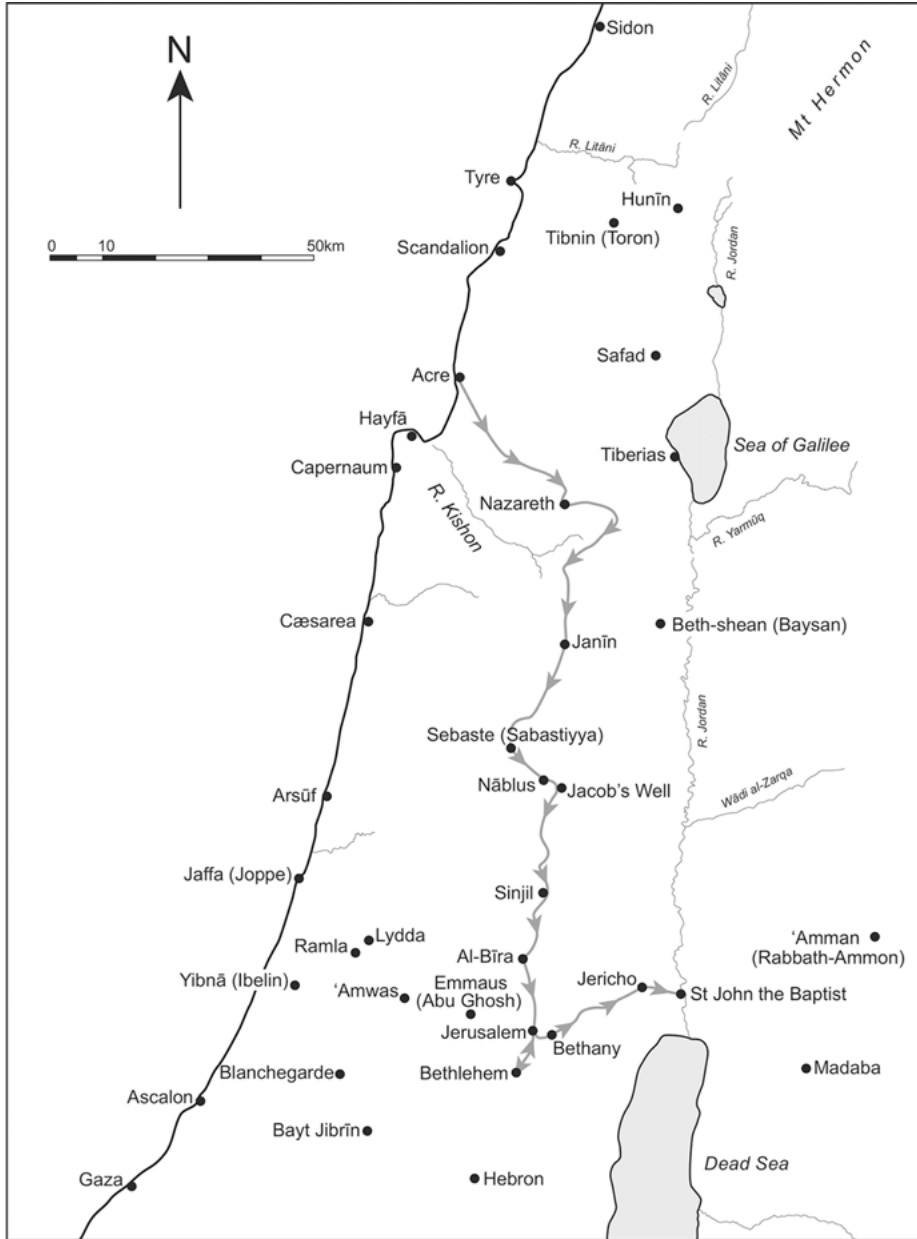 Sidon
N
R. Litāni
Mt Hermon
R. Litāni
Tyre
Hunīn
Tibnin (Toron)
0 10 50km
Scandalion
R. Jordan
Safad
Acre
Hayfā
Sea of Galilee
Tiberias
Capernaum
R. Kishon
Nazareth
R. Yarmūq
Cæsarea
Beth-shean (Baysan)
Janīn
R. Jordan
Sebaste (Sabastiyya)
Nāblus
Jacob's Well
Wādi al-Zarqa
Arsūf
Jaffa (Joppe)
Sinjil
Lydda
Ramla
'Amman
(Rabbath-Ammon)
Al-Bīra
Yibnā (Ibelin)
'Amwas
Emmaus
(Abu Ghosh)
Jericho
St John the Baptist
Jerusalem
Bethany
Blanchegarde
Bethlehem
Madaba
Ascalon
Bayt Jibrīn
Dead Sea
Gaza
Hebron